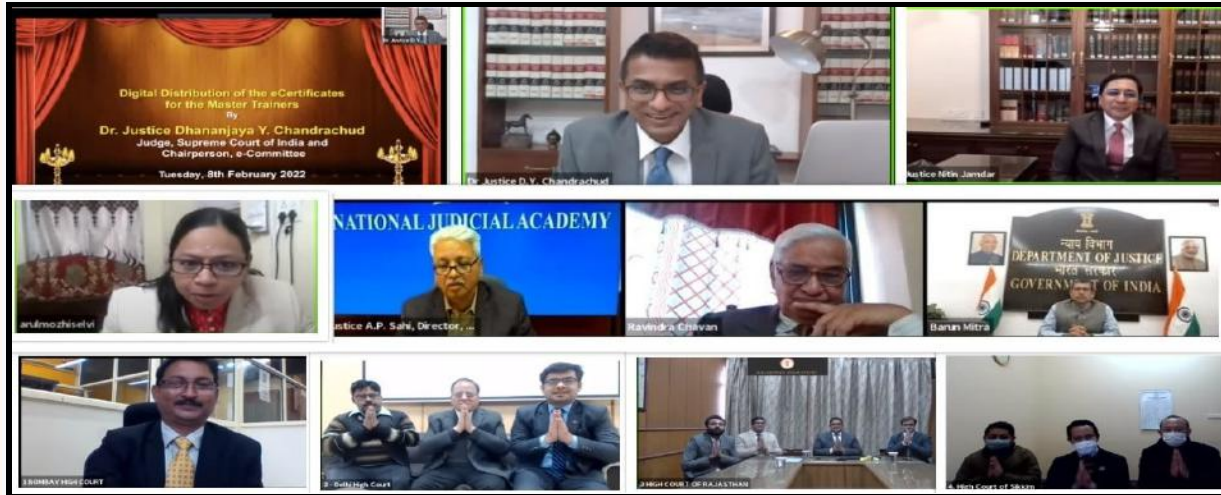 Digital Distribution of the eCertificates
for the Master Trainers
By
Dr. Justice Dhananjaya Y. Chandrachud
Judge, Supreme Court of India and
Chairperson, e-Committee
Tuesday, 8th February 2022
Dr Justice D.Y. Chandrachud
Justice Nitin Jamdar
arulmozhiselvi
NATIONAL JUDICIAL ACADEMY
Justice A.P. Sahi, Director, ...
Ravindra Chavan
न्याय विभाग
DEPARTMENT OF JUSTICE
भारत सरकार
GOVERNMENT OF INDIA
Barun Mitra
1 BOMBAY HIGH COURT
2 - Delhi High Court
3 HIGH COURT OF RAJASTHAN
4. High Court of Sikkim